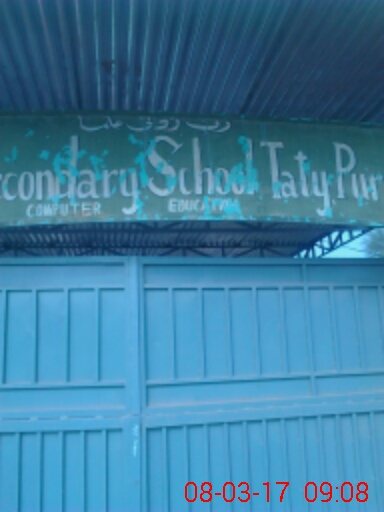 رب زدنی علما
econdary School Taty Pur
COMPUTER EDUCATION
08-03-17 09:08